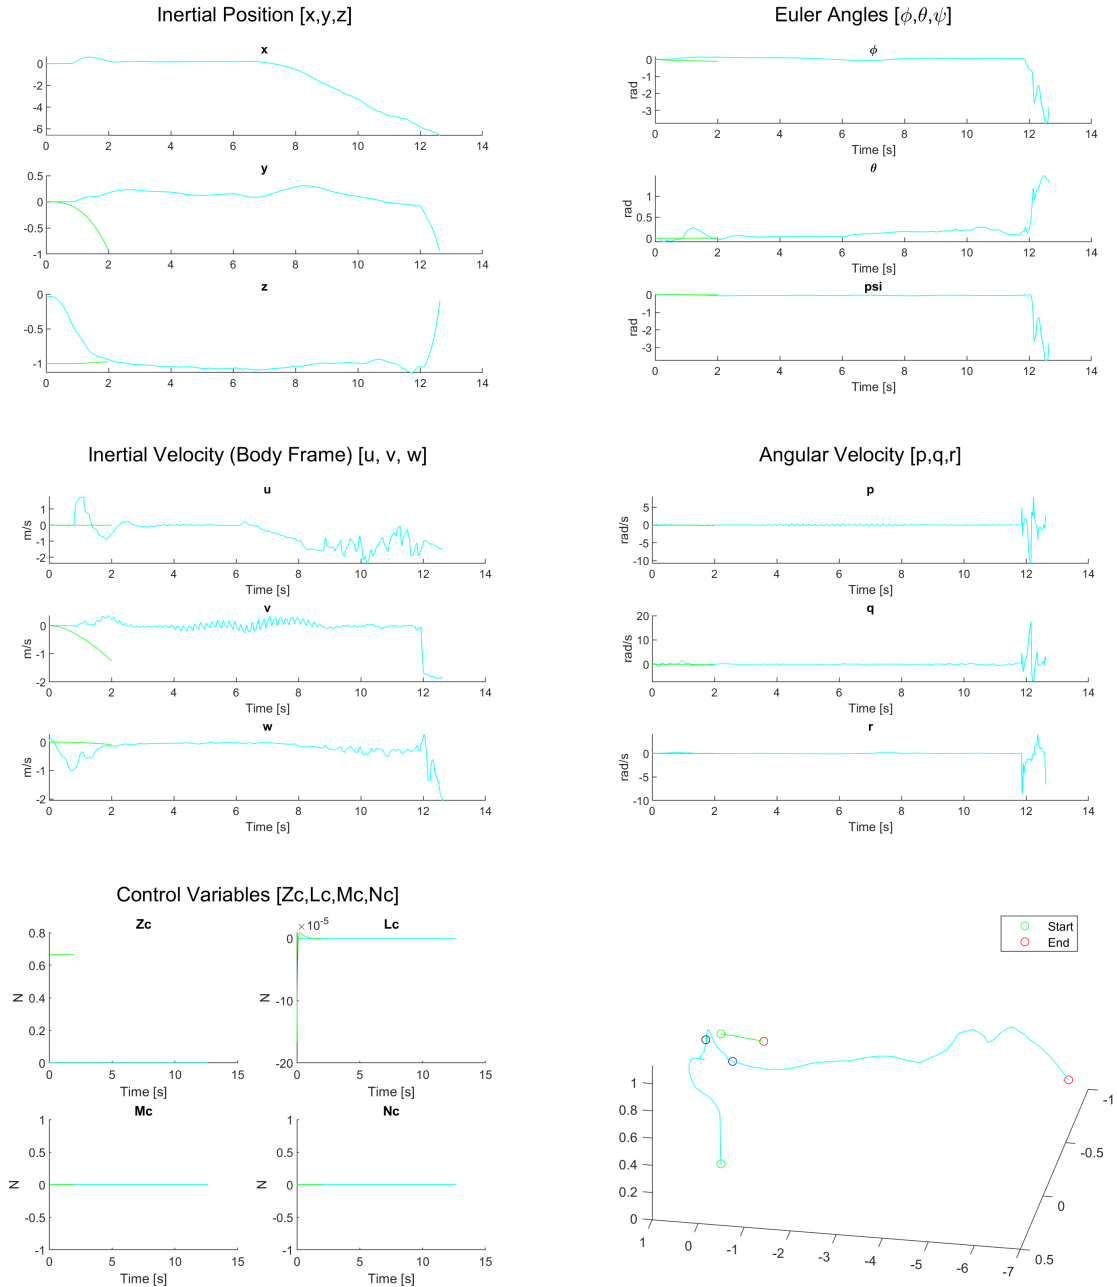 Inertial Position [x,y,z]
x
0
-2
-4
-6
0 2 4 6 8 10 12 14
y
0.5
0
-0.5
-1
0 2 4 6 8 10 12 14
z
0
-0.5
-1
0 2 4 6 8 10 12 14
Euler Angles [ϕ,θ,ψ]
ϕ
rad
0
-1
-2
-3
0 2 4 6 8 10 12 14
Time [s]
θ
rad
1
0.5
0
0 2 4 6 8 10 12 14
Time [s]
psi
rad
0
-1
-2
-3
0 2 4 6 8 10 12 14
Time [s]
Inertial Velocity (Body Frame) [u, v, w]
u
m/s
1
0
-1
-2
0 2 4 6 8 10 12 14
Time [s]
v
m/s
0
-1
-2
0 2 4 6 8 10 12 14
Time [s]
w
m/s
0
-1
-2
0 2 4 6 8 10 12 14
Time [s]
Angular Velocity [p,q,r]
p
rad/s
5
0
-5
-10
0 2 4 6 8 10 12 14
Time [s]
q
rad/s
20
10
0
0 2 4 6 8 10 12 14
Time [s]
r
rad/s
0
-5
-10
0 2 4 6 8 10 12 14
Time [s]
Control Variables [Zc,Lc,Mc,Nc]
Zc
N
0.8
0.6
0.4
0.2
0
0 5 10 15
Time [s]
Lc
×10-5
N
0
-10
-20
0 5 10 15
Time [s]
Mc
N
1
0.5
0
-0.5
-1
0 5 10 15
Time [s]
Nc
N
1
0.5
0
-0.5
-1
0 5 10 15
Time [s]
Start
End
1
0.8
0.6
0.4
0.2
0
1 0 -1 -2 -3 -4 -5 -6 -7
-1
-0.5
0
0.5